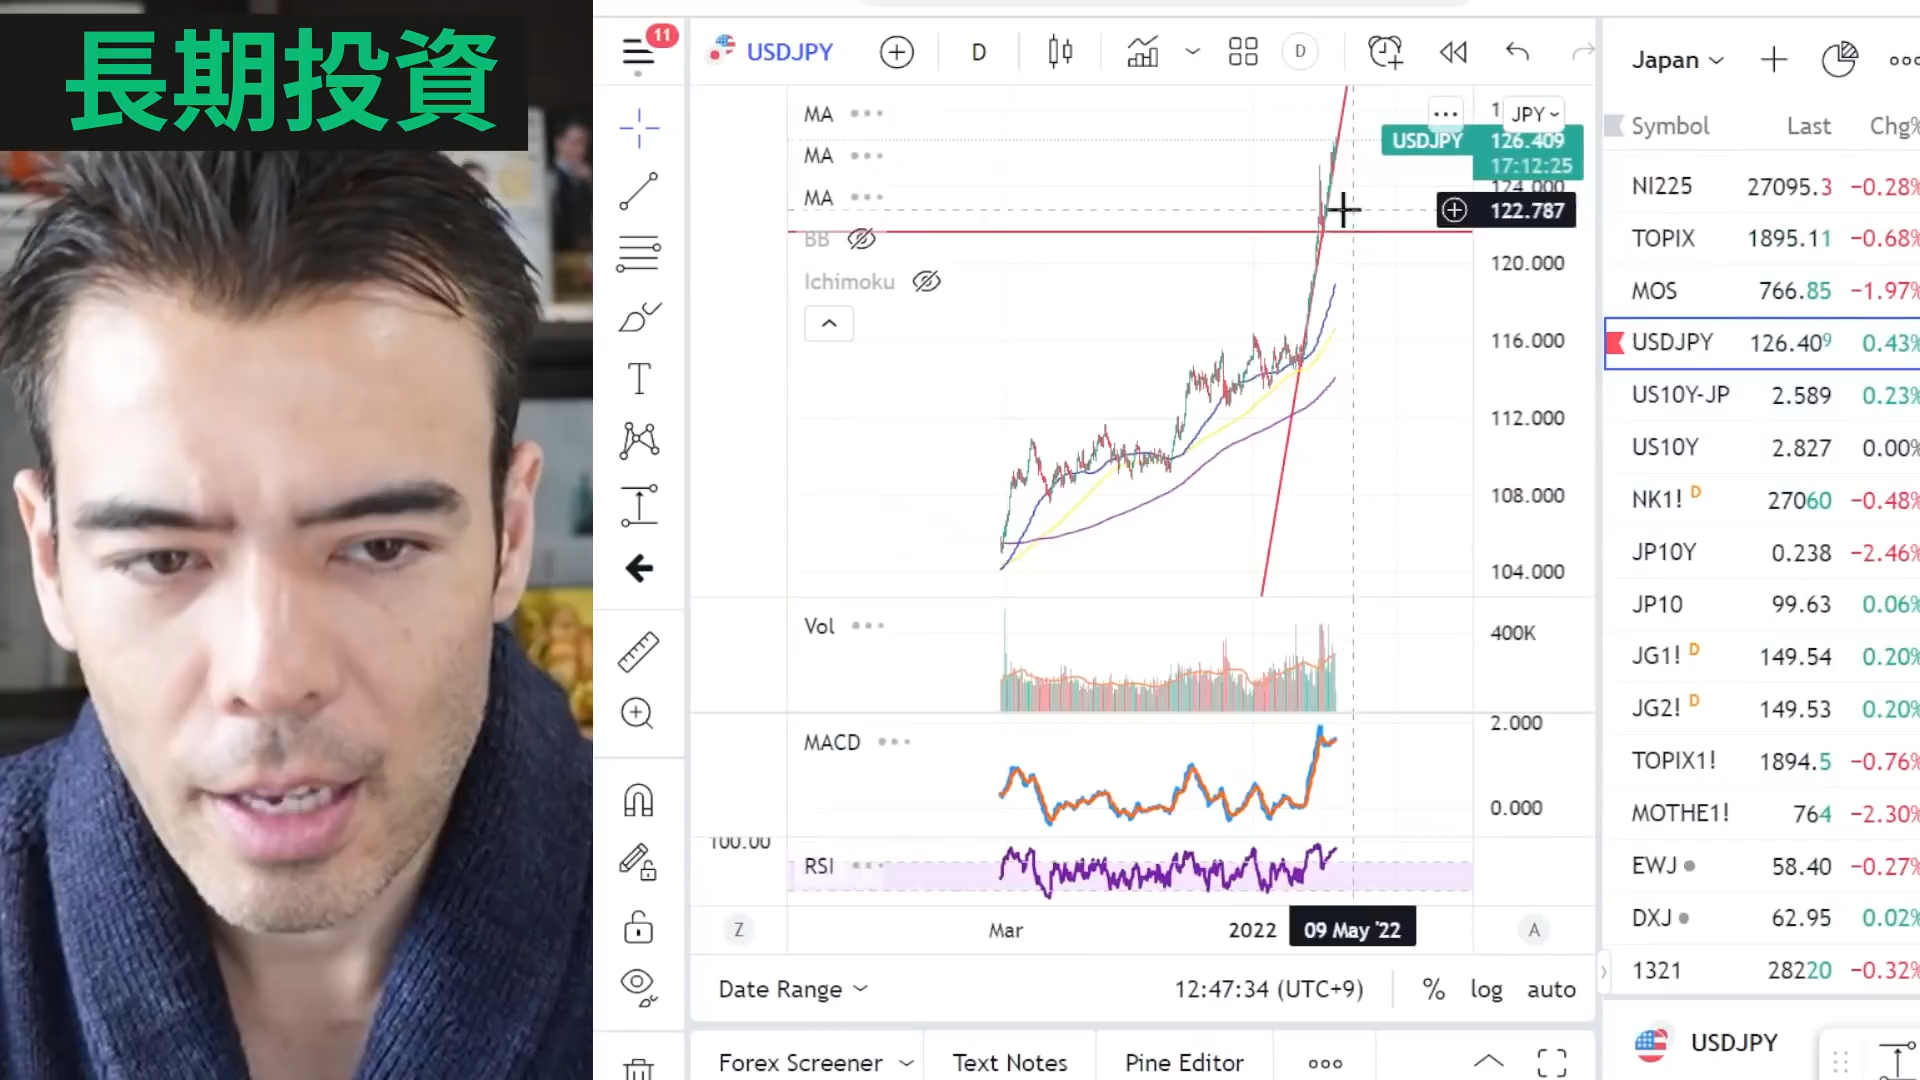 長期投資
11
USDJPY
D
D
Japan
Symbol Last Chg%
MA
MA
MA
BB
Ichimoku
JPY
USDJPY 126.409
17:12:25
124.000
122.787
120.000
116.000
112.000
108.000
104.000
Vol
400K
MACD
2.000
0.000
100.00
RSI
Z
Mar
2022
09 May '22
A
Date Range
12:47:34 (UTC+9)
%
log
auto
Forex Screener
Text Notes
Pine Editor
NI225 27095.3 −0.28%
TOPIX 1895.11 −0.68%
MOS 766.85 −1.97%
USDJPY 126.409 0.43%
US10Y-JP 2.589 0.23%
US10Y 2.827 0.00%
NK1! D 27060 −0.48%
JP10Y 0.238 −2.46%
JP10 99.63 0.06%
JG1! D 149.54 0.20%
JG2! D 149.53 0.20%
TOPIX1! 1894.5 −0.76%
MOTHE1! 764 −2.30%
EWJ 58.40 −0.27%
DXJ 62.95 0.02%
1321 28220 −0.32%
USDJPY